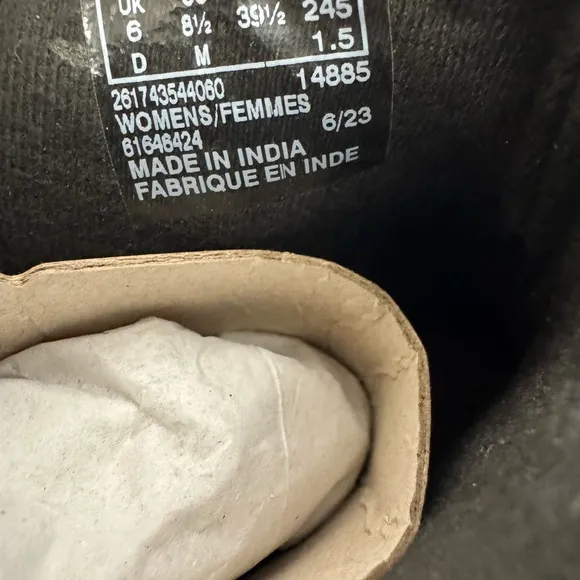 UK
6 8½ 39½ 245
D M 1.5
261743544060 14885
WOMENS/FEMMES
61646424 6/23
MADE IN INDIA
FABRIQUE EN INDE